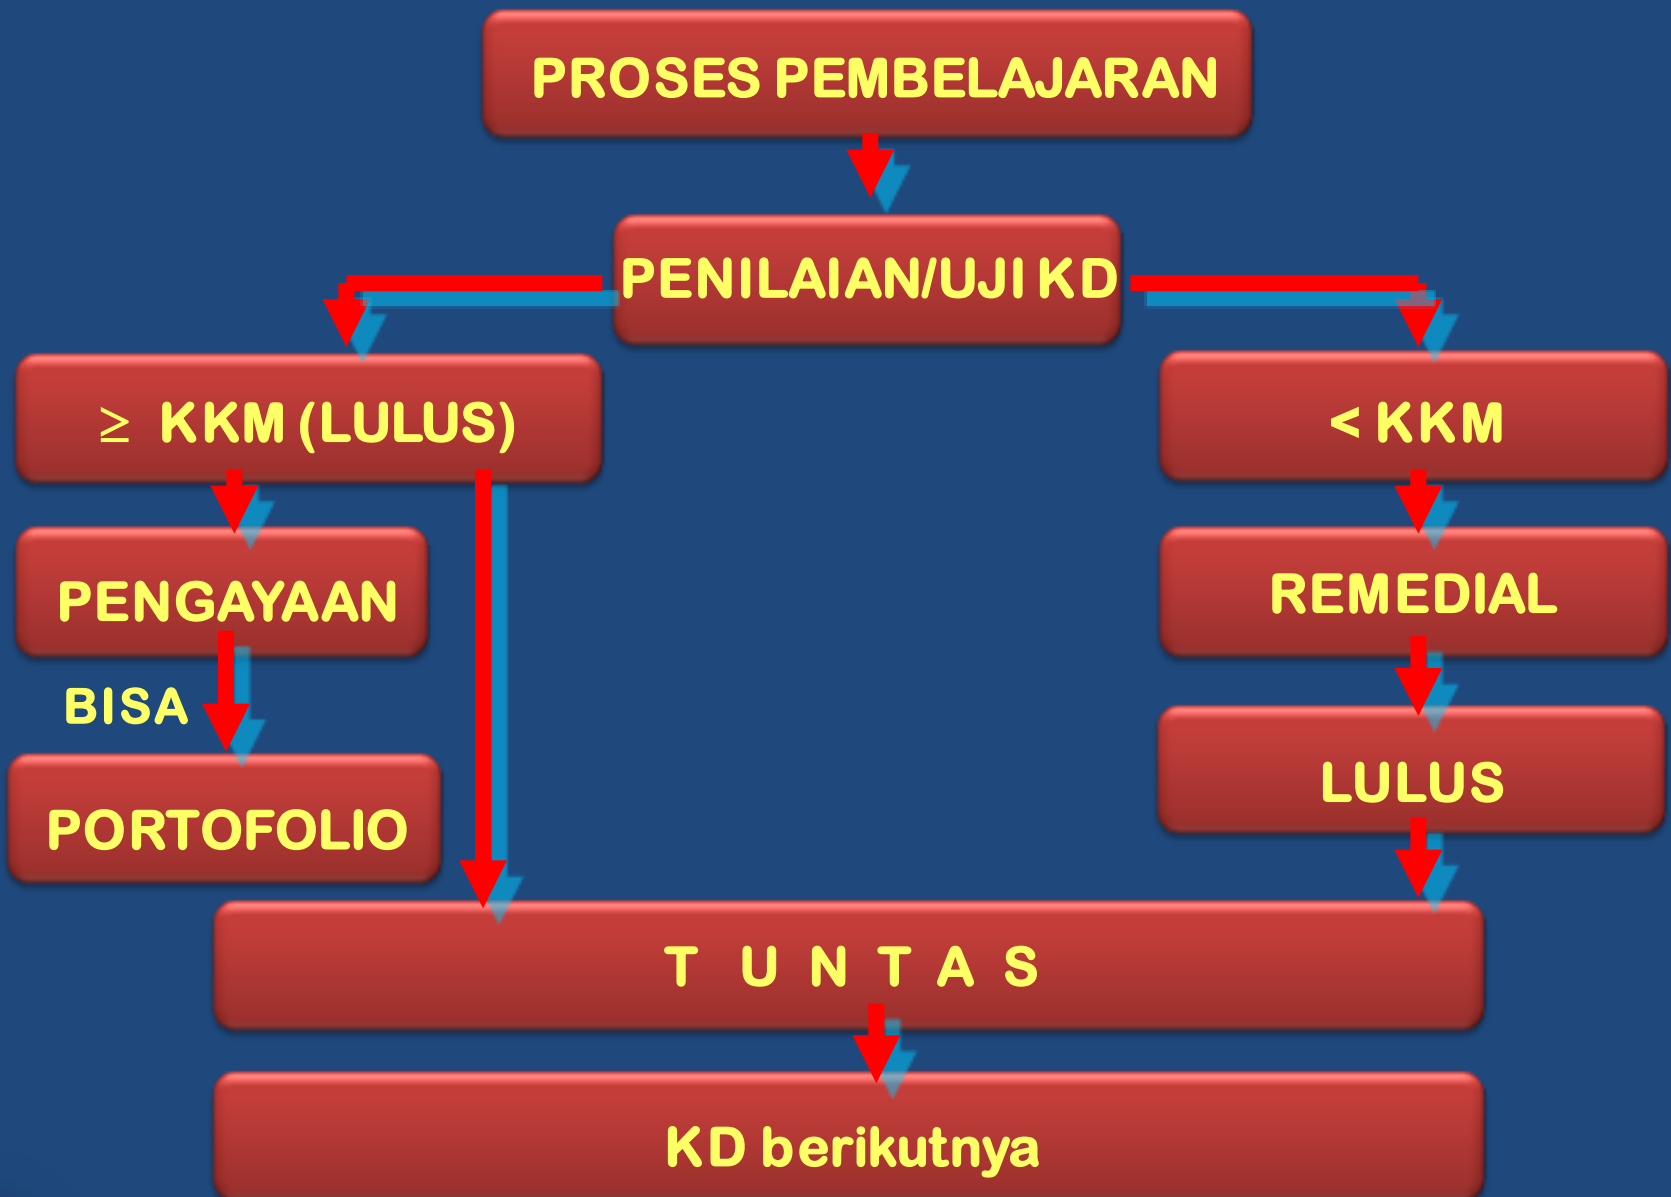 PROSES PEMBELAJARAN
PENILAIAN/UJI KD
≥ KKM (LULUS)
< KKM
PENGAYAAN
REMEDIAL
BISA
LULUS
PORTOFOLIO
T U N T A S
KD berikutnya